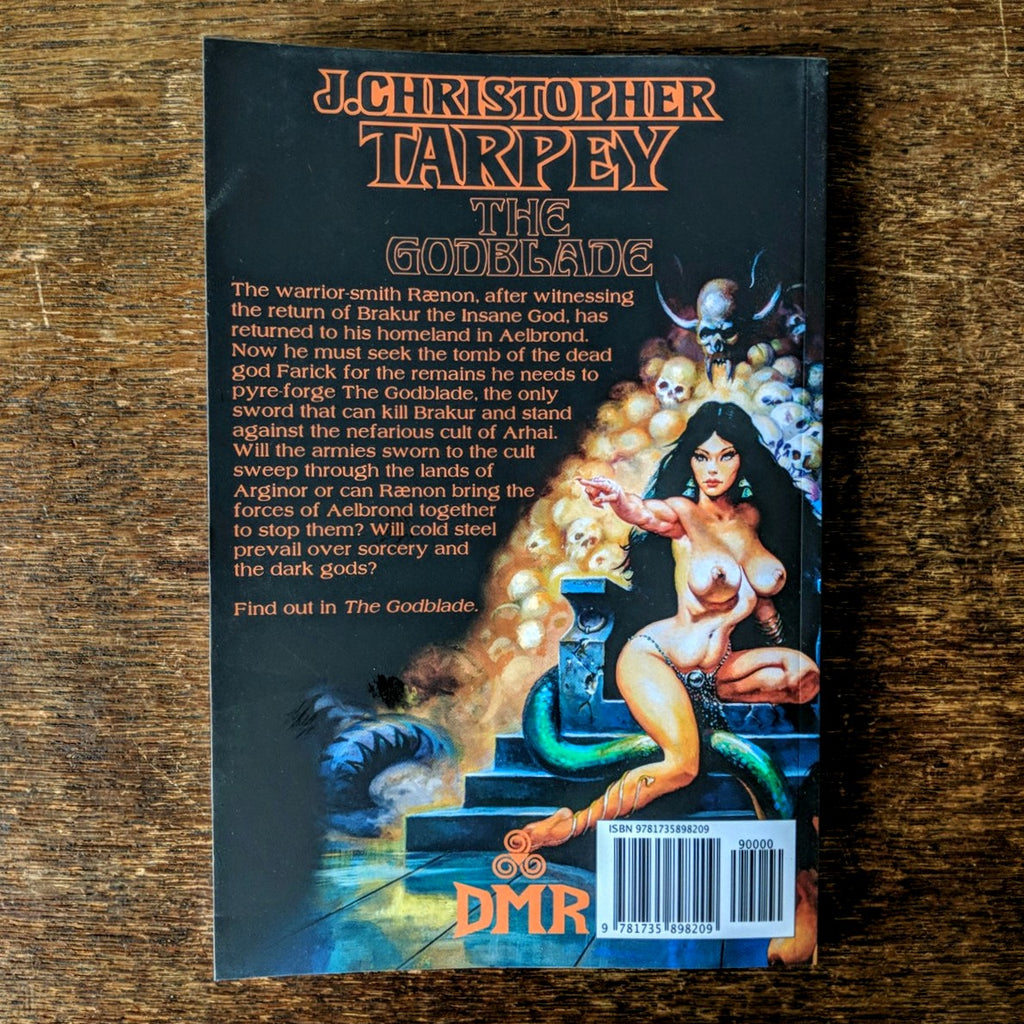 J.CHRISTOPHER
TARPEY
THE
GODBLADE
The warrior-smith Rænon, after witnessing
the return of Brakur the Insane God, has
returned to his homeland in Aelbrond.
Now he must seek the tomb of the dead
god Farick for the remains he needs to
pyre-forge The Godblade, the only
sword that can kill Brakur and stand
against the nefarious cult of Arhai.
Will the armies sworn to the cult
sweep through the lands of
Arginor or can Rænon bring the
forces of Aelbrond together
to stop them? Will cold steel
prevail over sorcery and
the dark gods?
Find out in The Godblade.
DMR
ISBN 9781735898209
90000
9 781735 898209